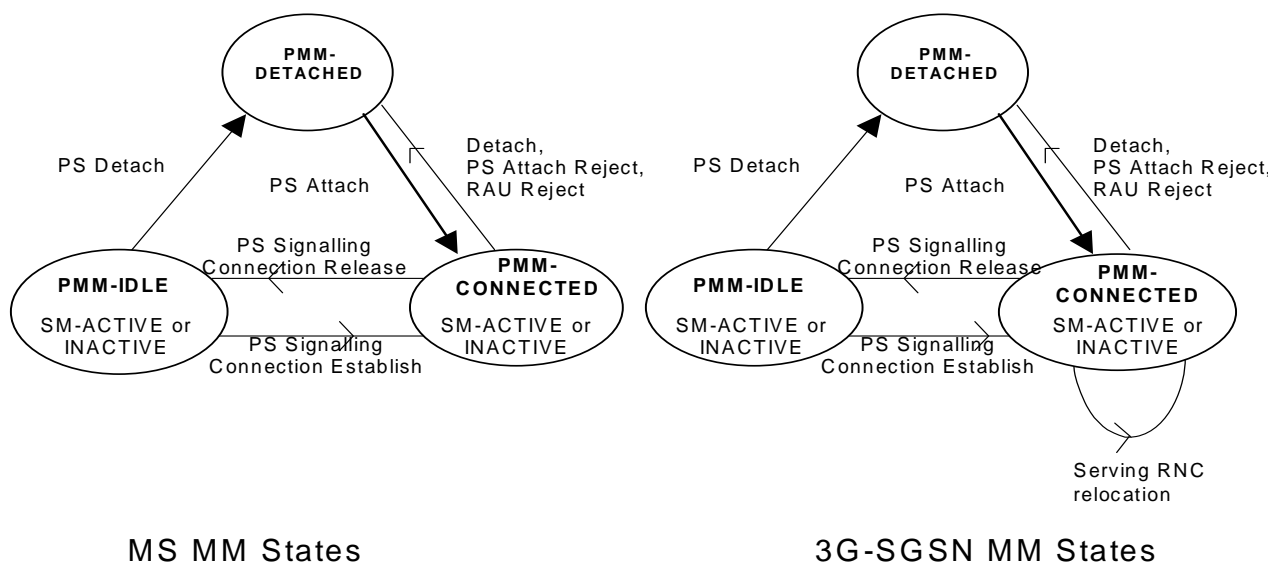 PMM-
DETACHED
PS Detach
PS Attach
Detach,
PS Attach Reject,
RAU Reject
PS Signalling
Connection Release
PMM-IDLE
SM-ACTIVE or
INACTIVE
PMM-
CONNECTED
SM-ACTIVE or
INACTIVE
PS Signalling
Connection Establish
MS MM States
PMM-
DETACHED
PS Detach
PS Attach
Detach,
PS Attach Reject,
RAU Reject
PS Signalling
Connection Release
PMM-IDLE
SM-ACTIVE or
INACTIVE
PMM-
CONNECTED
SM-ACTIVE or
INACTIVE
PS Signalling
Connection Establish
Serving RNC
relocation
3G-SGSN MM States